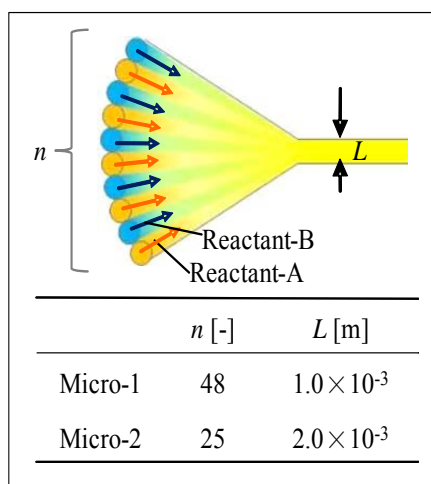 n
L
Reactant-B
Reactant-A
n [-] L [m]
Micro-1 48 1.0×10⁻³
Micro-2 25 2.0×10⁻³